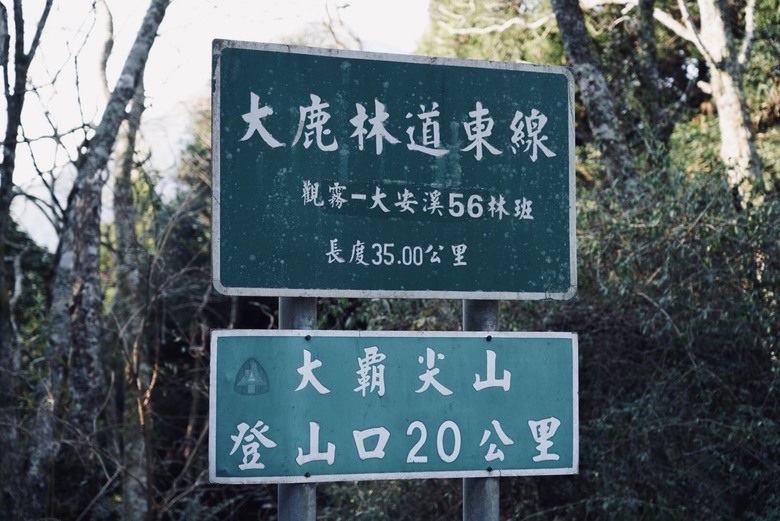 大鹿林道東線
觀霧-大安溪56林班
長度35.00公里
大霸尖山
登山口20公里